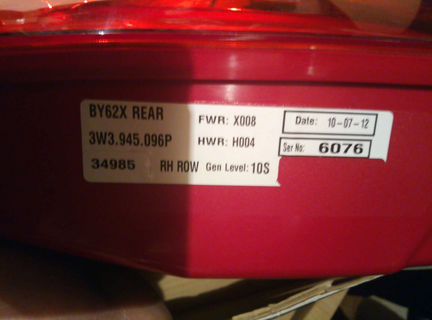 BY62X REAR FWR: X008 Date: 10-07-12
3W3.945.096P HWR: H004 Ser No: 6076
34985 RH ROW Gen Level: 10S